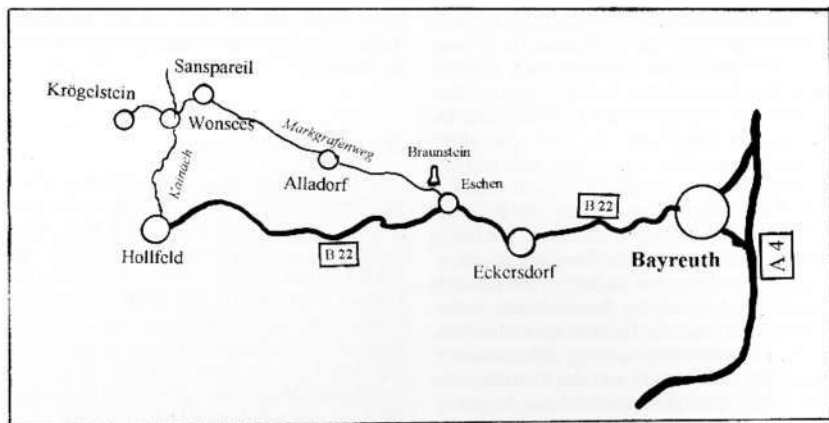 Sanspareil
Krögelstein
Wonsees
Markgrafenweg
Braunstein
Kainach
Alladorf
Eschen
B 22
Hollfeld
B 22
Eckersdorf
Bayreuth
A 4